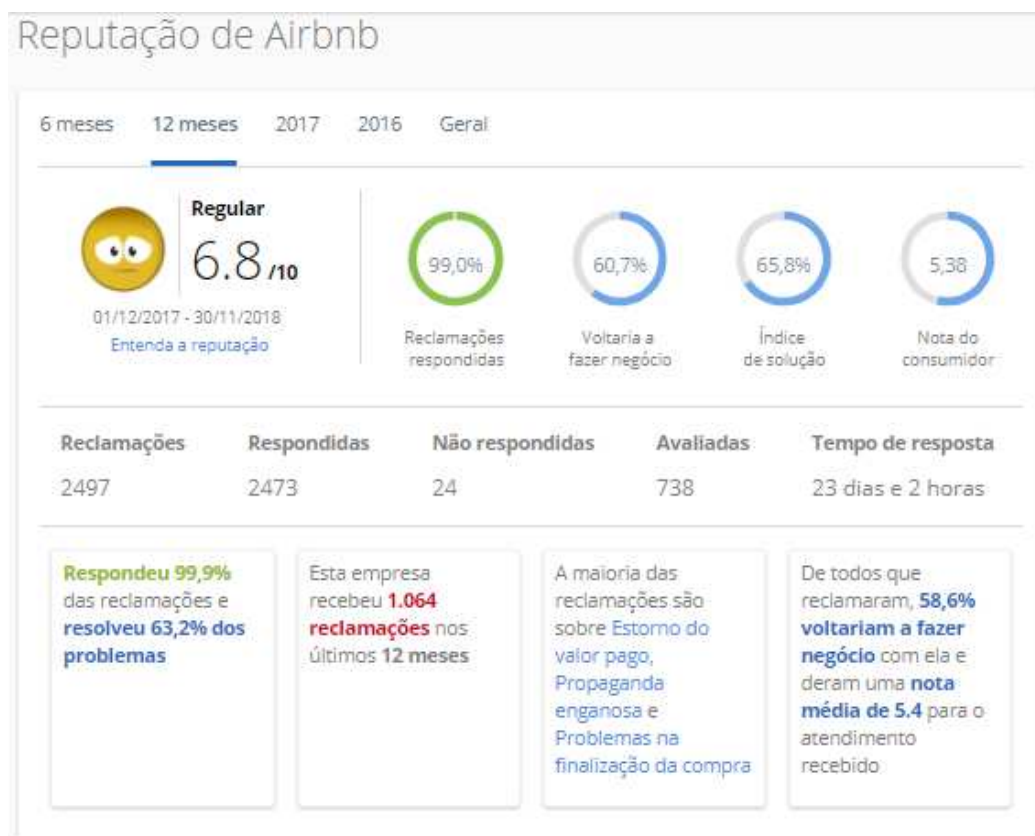 Reputação de Airbnb
6 meses 12 meses 2017 2016 Geral
Regular
6.8 /10
01/12/2017 - 30/11/2018
Entenda a reputação
99,0%
Reclamações
respondidas
60,7%
Voltaria a
fazer negócio
65,8%
Índice
de solução
5,38
Nota do
consumidor
Reclamações Respondidas Não respondidas Avaliadas Tempo de resposta
2497 2473 24 738 23 dias e 2 horas
Respondeu 99,9%
das reclamações e
resolveu 63,2% dos
problemas
Esta empresa
recebeu 1.064
reclamações nos
últimos 12 meses
A maioria das
reclamações são
sobre Estorno do
valor pago,
Propaganda
enganosa e
Problemas na
finalização da compra
De todos que
reclamaram, 58,6%
voltariam a fazer
negócio com ela e
deram uma nota
média de 5.4 para o
atendimento
recebido